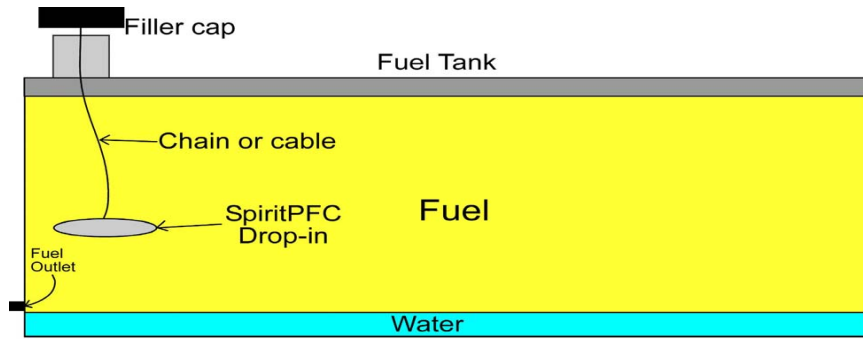 Filler cap
Fuel Tank
Chain or cable
SpiritPFC
Drop-in
Fuel
Fuel
Outlet
Water